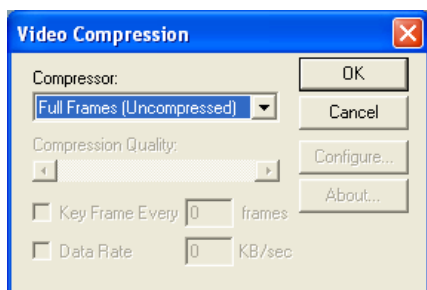 Video Compression
Compressor:
Full Frames (Uncompressed)
Compression Quality:
Key Frame Every 0 frames
Data Rate 0 KB/sec
OK
Cancel
Configure...
About...